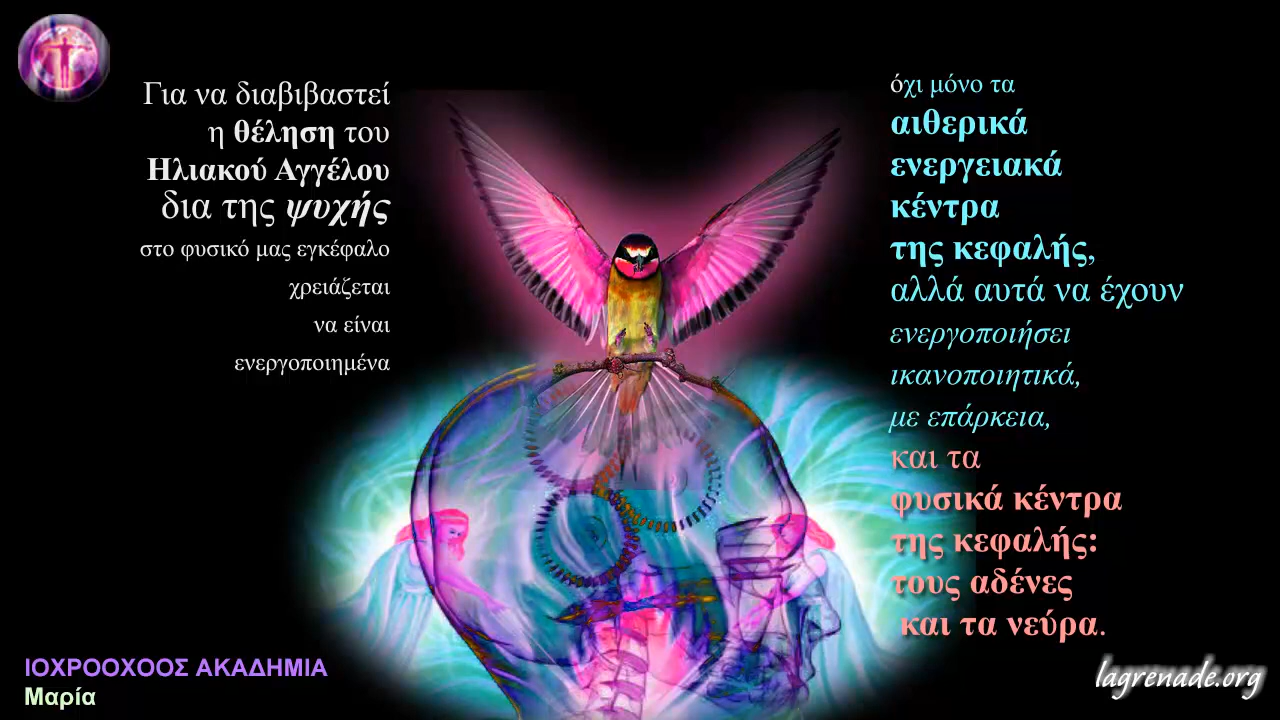 Για να διαβιβαστεί
η θέληση του
Ηλιακού Αγγέλου
δια της ψυχής
στο φυσικό μας εγκέφαλο
χρειάζεται
να είναι
ενεργοποιημένα
όχι μόνο τα
αιθερικά
ενεργειακά
κέντρα
της κεφαλής,
αλλά αυτά να έχουν
ενεργοποιήσει
ικανοποιητικά,
με επάρκεια,
και τα
φυσικά κέντρα
της κεφαλής:
τους αδένες
και τα νεύρα.
ΙΟΧΡΟΟΧΟΟΣ ΑΚΑΔΗΜΙΑ
Μαρία
lagrenade.org